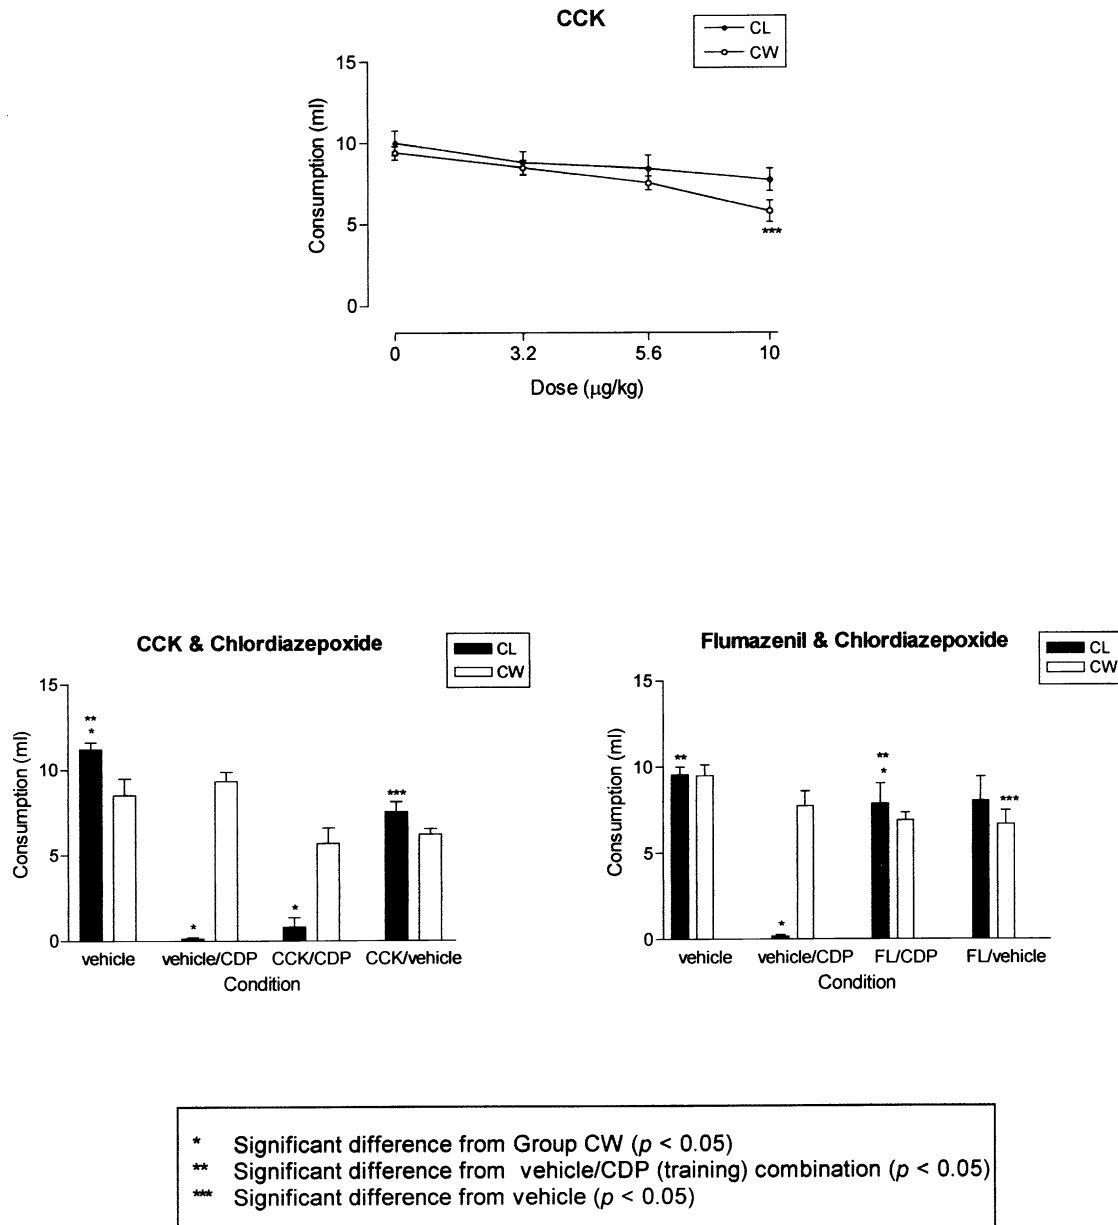 CCK
CL
CW
15
10
5
0
Consumption (ml)
***
0 3.2 5.6 10
Dose (μg/kg)
CCK & Chlordiazepoxide
CL
CW
15
10
5
0
Consumption (ml)
**
*
*
*
***
vehicle vehicle/CDP CCK/CDP CCK/vehicle
Condition
Flumazenil & Chlordiazepoxide
CL
CW
15
10
5
0
Consumption (ml)
**
*
**
*
***
vehicle vehicle/CDP FL/CDP FL/vehicle
Condition
* Significant difference from Group CW (p < 0.05)
** Significant difference from vehicle/CDP (training) combination (p < 0.05)
*** Significant difference from vehicle (p < 0.05)